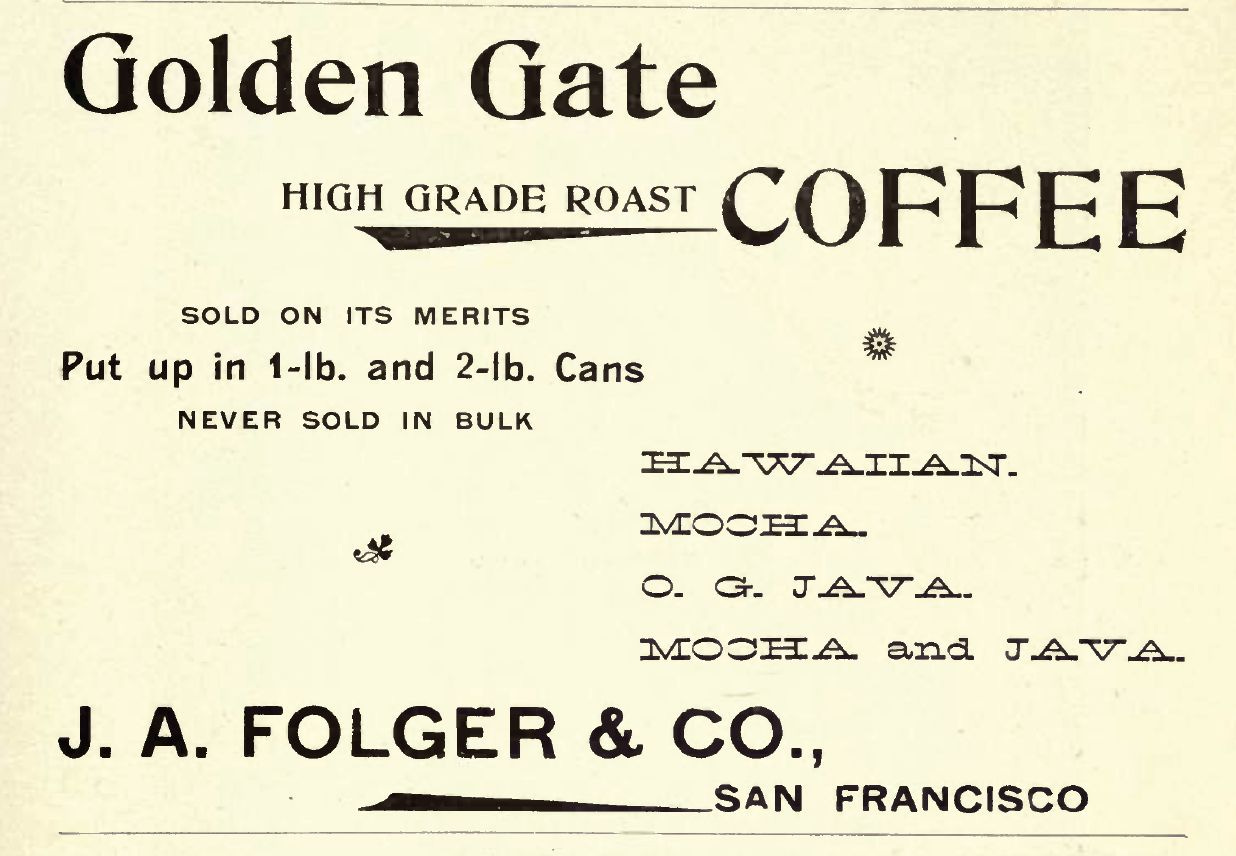 Golden Gate
HIGH GRADE ROAST COFFEE
SOLD ON ITS MERITS
Put up in 1-lb. and 2-lb. Cans
NEVER SOLD IN BULK
HAWAIIAN.
MOCHA.
O. G. JAVA.
MOCHA and JAVA.
J. A. FOLGER & CO.,
SAN FRANCISCO